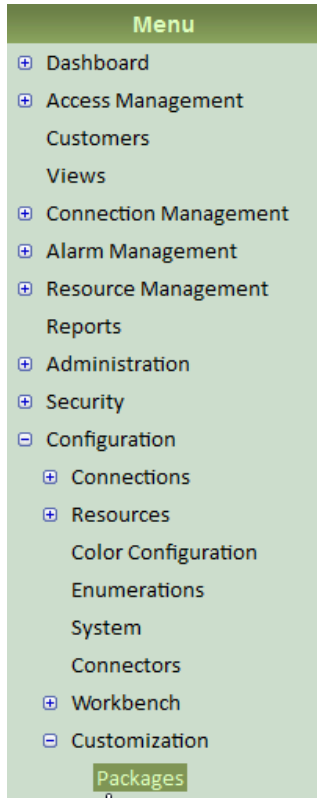 Menu
Dashboard
Access Management
Customers
Views
Connection Management
Alarm Management
Resource Management
Reports
Administration
Security
Configuration
Connections
Resources
Color Configuration
Enumerations
System
Connectors
Workbench
Customization
Packages